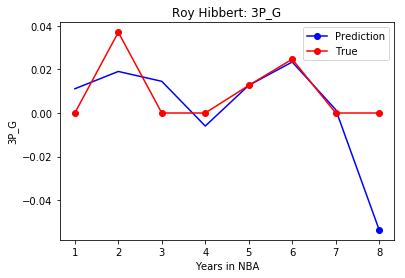 Roy Hibbert: 3P_G
Prediction
True
0.04
0.02
0.00
−0.02
−0.04
3P_G
1 2 3 4 5 6 7 8
Years in NBA